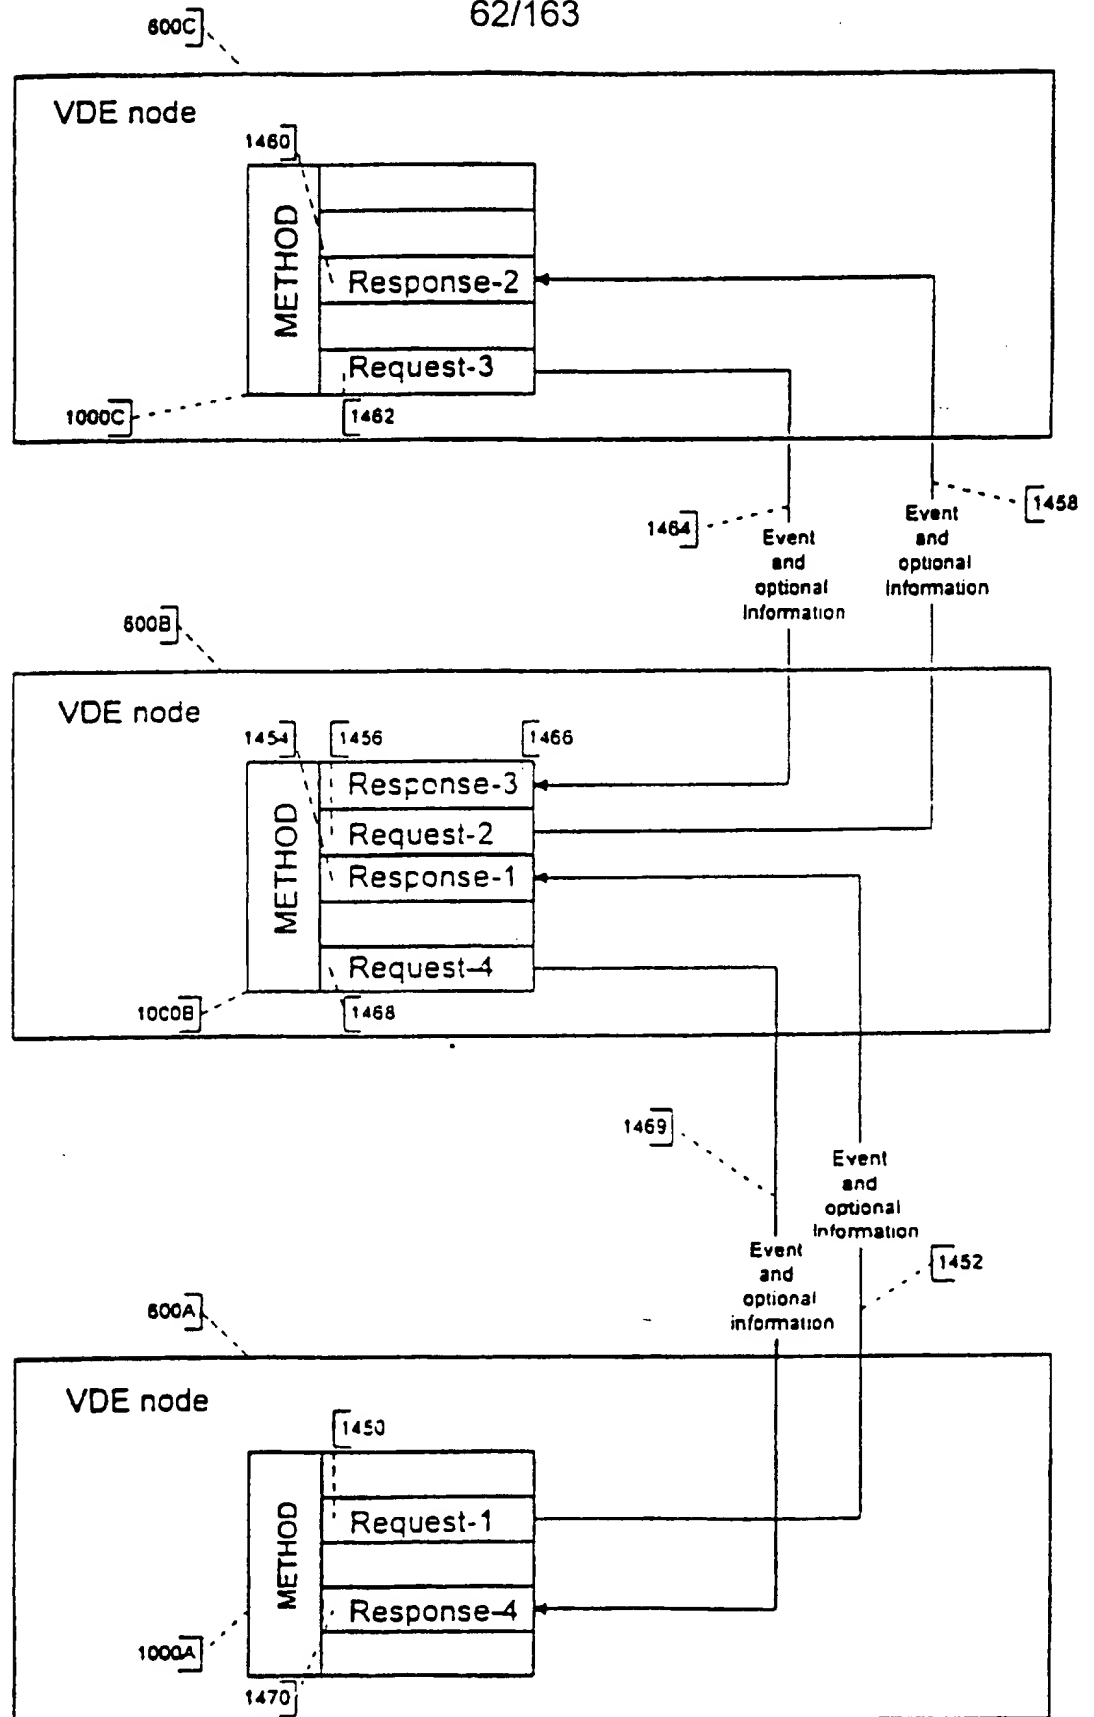 62/163
600C
VDE node
1460
METHOD
Response-2
Request-3
1000C
1462
1464
1458
Event
and
optional
Information
Event
and
optional
Information
600B
VDE node
1454
1456
1466
METHOD
Response-3
Request-2
Response-1
Request-4
1000B
1468
1469
Event
and
optional
Information
Event
and
optional
information
1452
600A
VDE node
1450
METHOD
Request-1
Response-4
1000A
1470